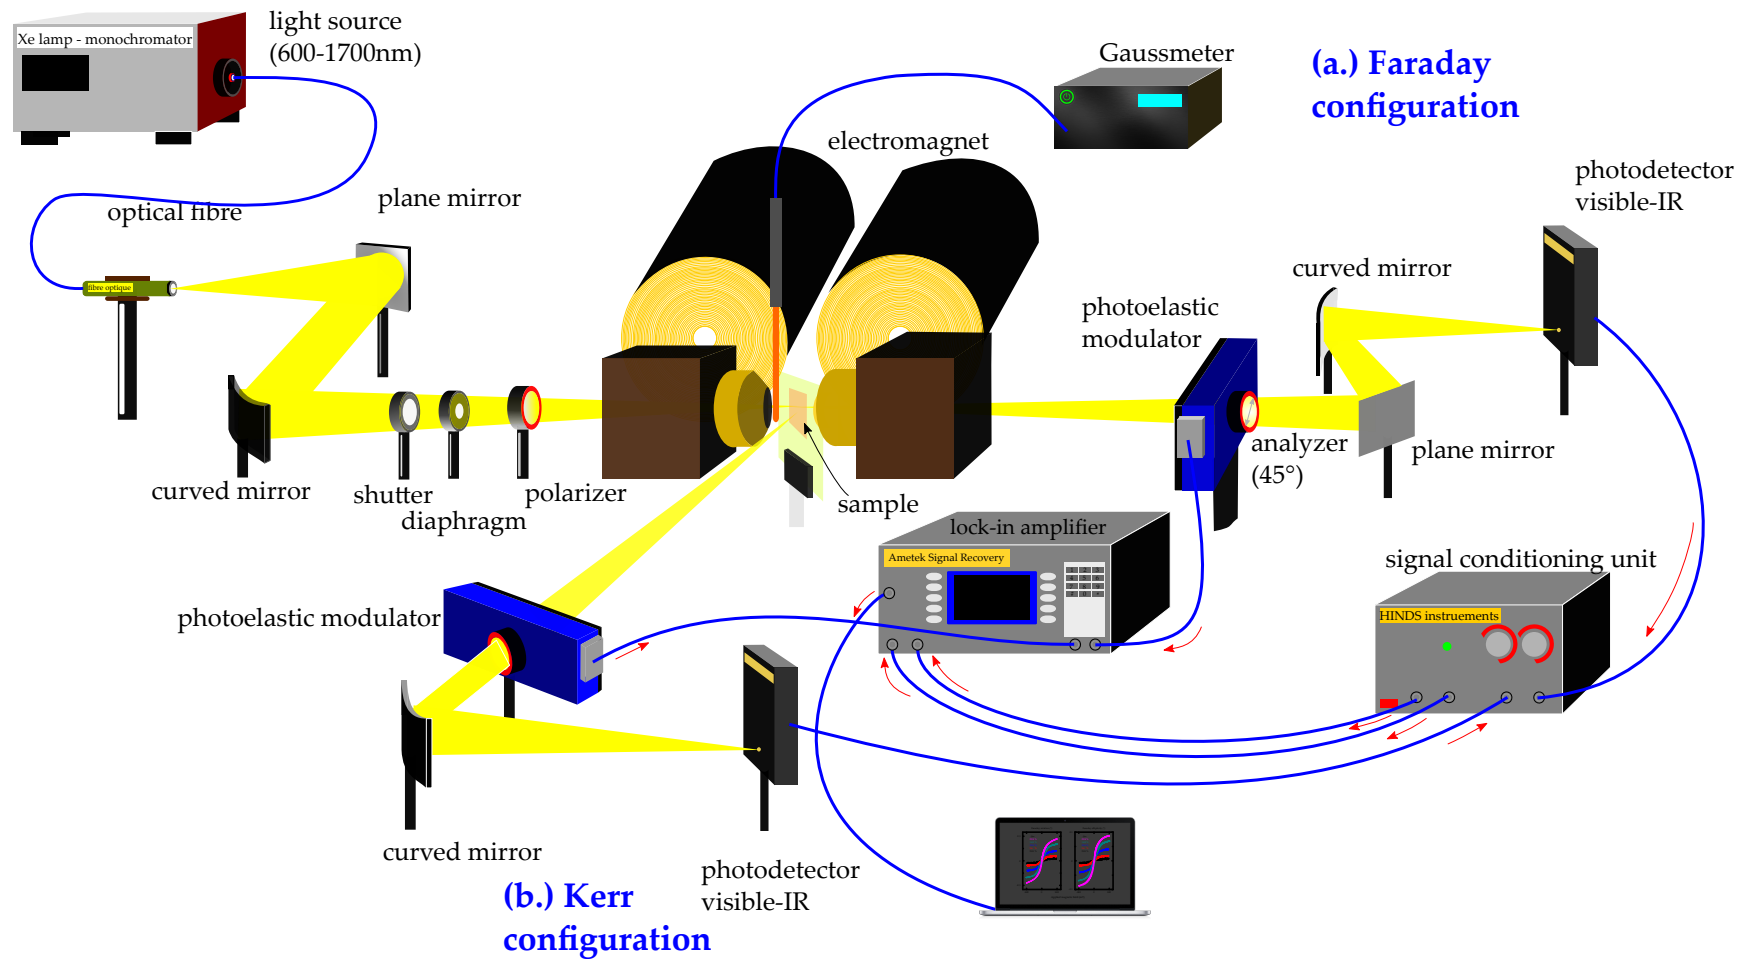 Xe lamp - monochromator
light source
(600-1700nm)
Gaussmeter
(a.) Faraday
configuration
electromagnet
photodetector
visible-IR
plane mirror
optical fibre
fibre optique
curved mirror
photoelastic
modulator
analyzer
(45°)
plane mirror
curved mirror
shutter
diaphragm
polarizer
sample
lock-in amplifier
Ametek Signal Recovery
signal conditioning unit
HINDS instruements
photoelastic modulator
curved mirror
photodetector
visible-IR
(b.) Kerr
configuration